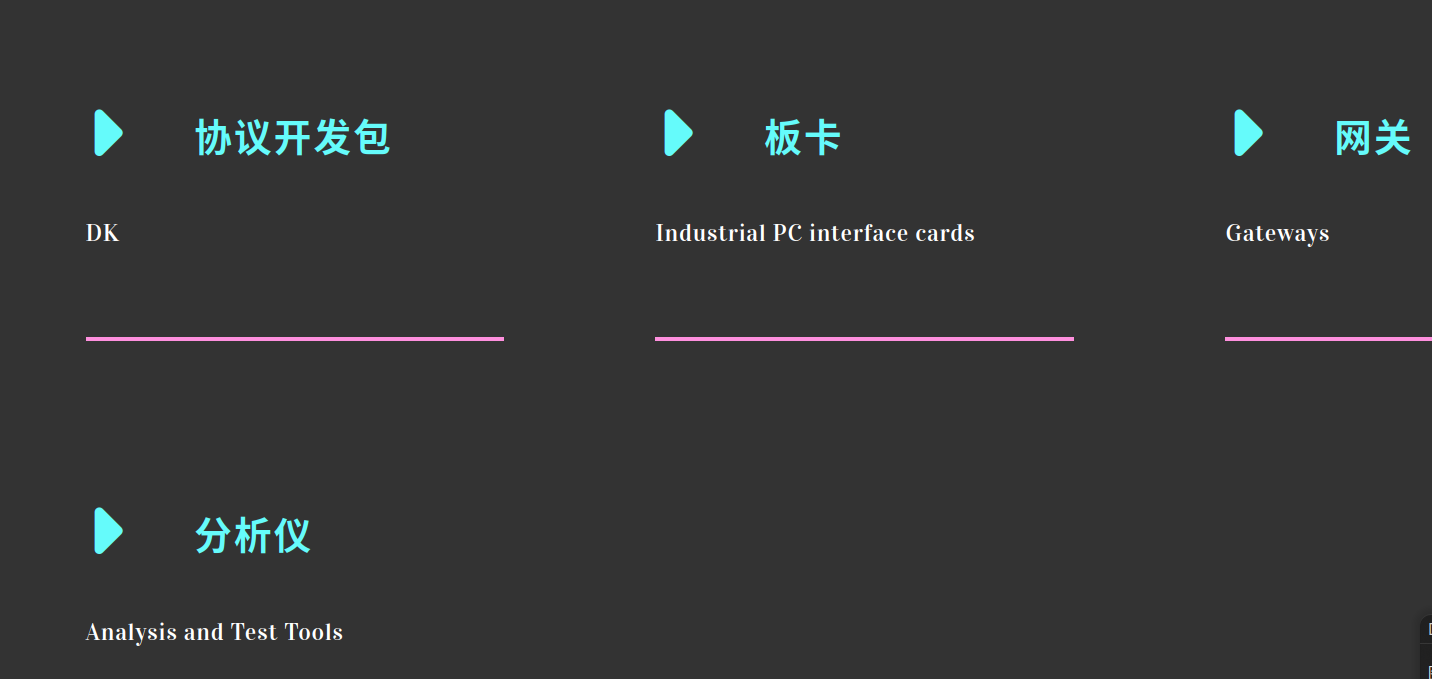 协议开发包
板卡
网关
DK
Industrial PC interface cards
Gateways
分析仪
Analysis and Test Tools